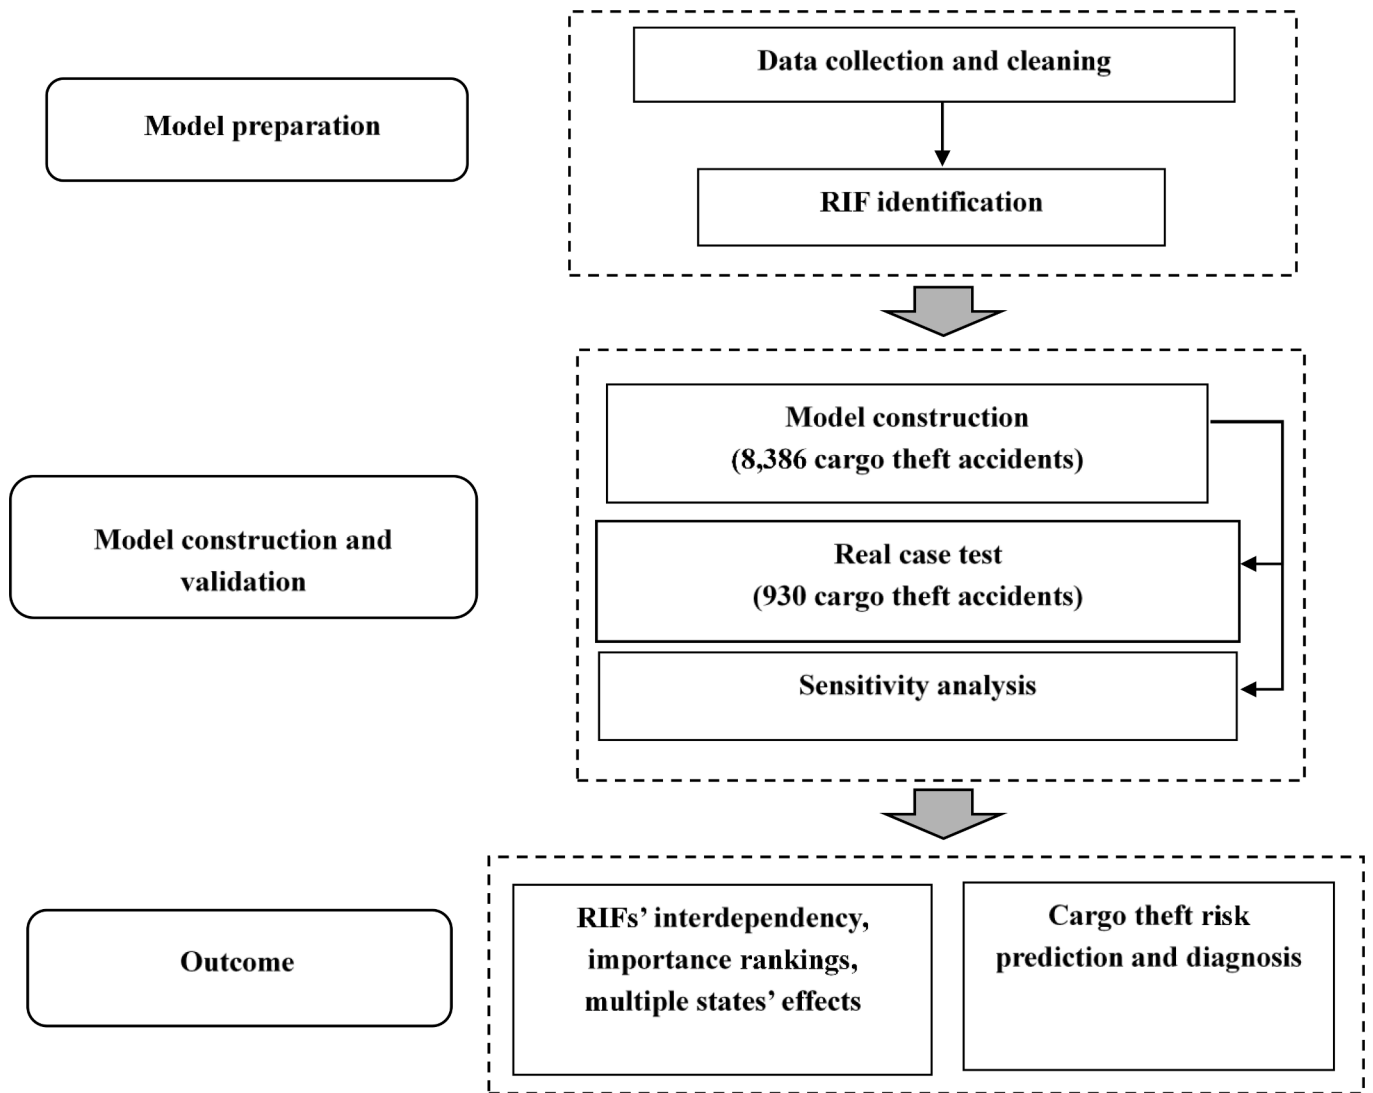 Data collection and cleaning
Model preparation
RIF identification
Model construction
(8,386 cargo theft accidents)
Model construction and
validation
Real case test
(930 cargo theft accidents)
Sensitivity analysis
Outcome
RIFs’ interdependency,
importance rankings,
multiple states’ effects
Cargo theft risk
prediction and diagnosis